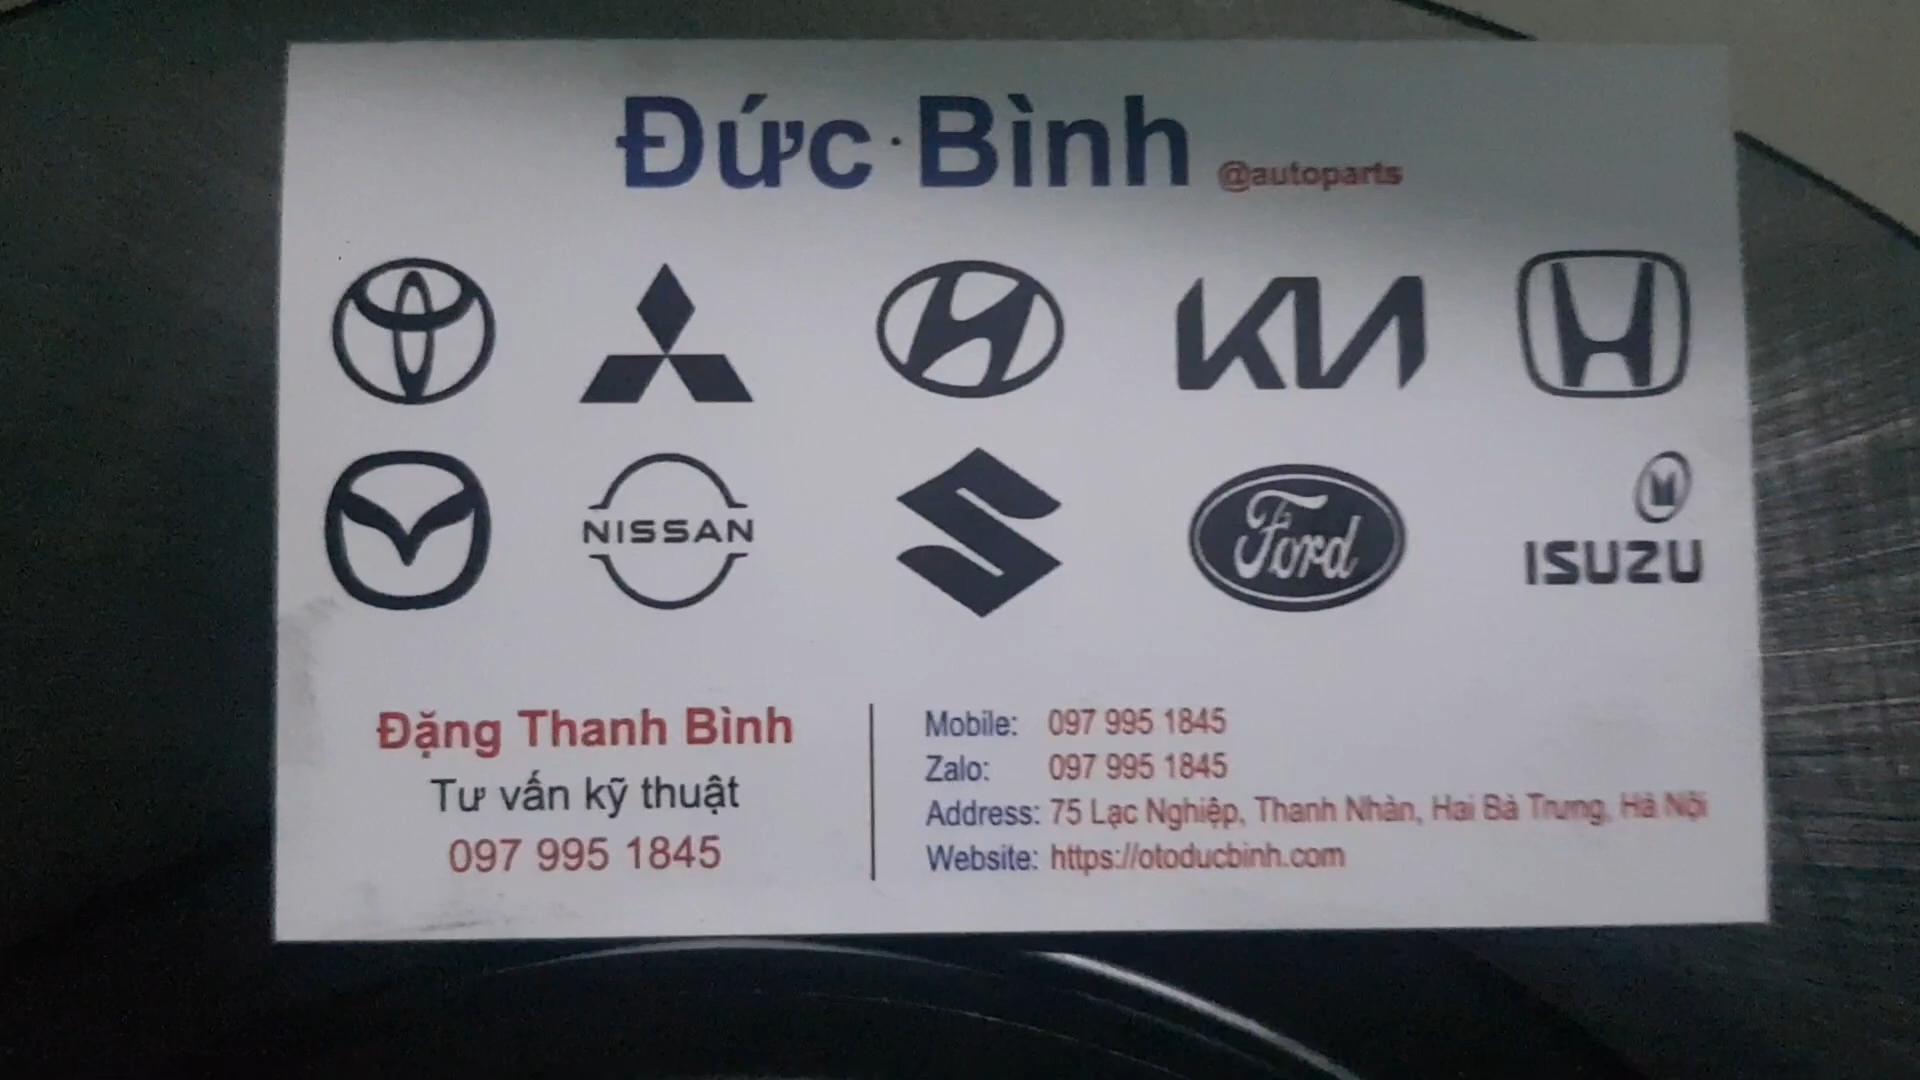 Đức Bình @autoparts
KIA
NISSAN
Ford
ISUZU
Đặng Thanh Bình
Tư vấn kỹ thuật
097 995 1845
Mobile: 097 995 1845
Zalo: 097 995 1845
Address: 75 Lạc Nghiệp, Thanh Nhàn, Hai Bà Trưng, Hà Nội
Website: https://otoducbinh.com